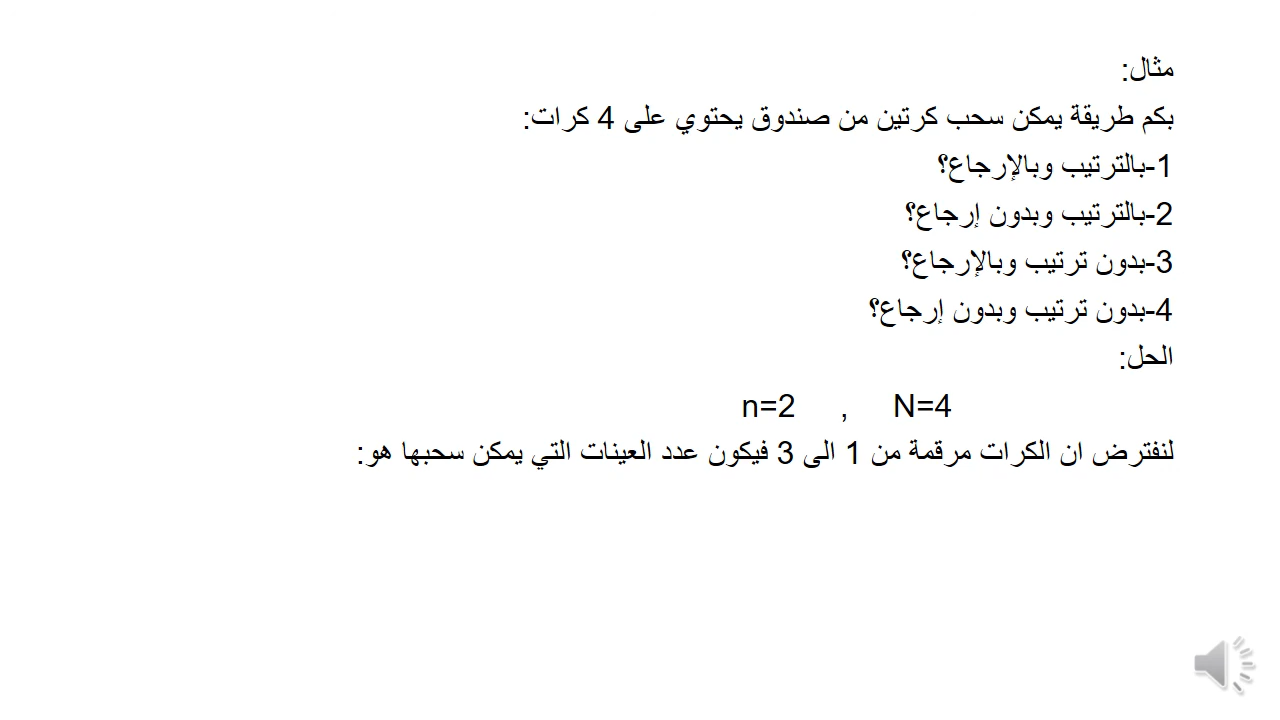 مثال:
بكم طريقة يمكن سحب كرتين من صندوق يحتوي على 4 كرات:
1-بالترتيب وبالإرجاع؟
2-بالترتيب وبدون إرجاع؟
3-بدون ترتيب وبالإرجاع؟
4-بدون ترتيب وبدون إرجاع؟
الحل:
n=2 , N=4
لنفترض ان الكرات مرقمة من 1 الى 3 فيكون عدد العينات التي يمكن سحبها هو: